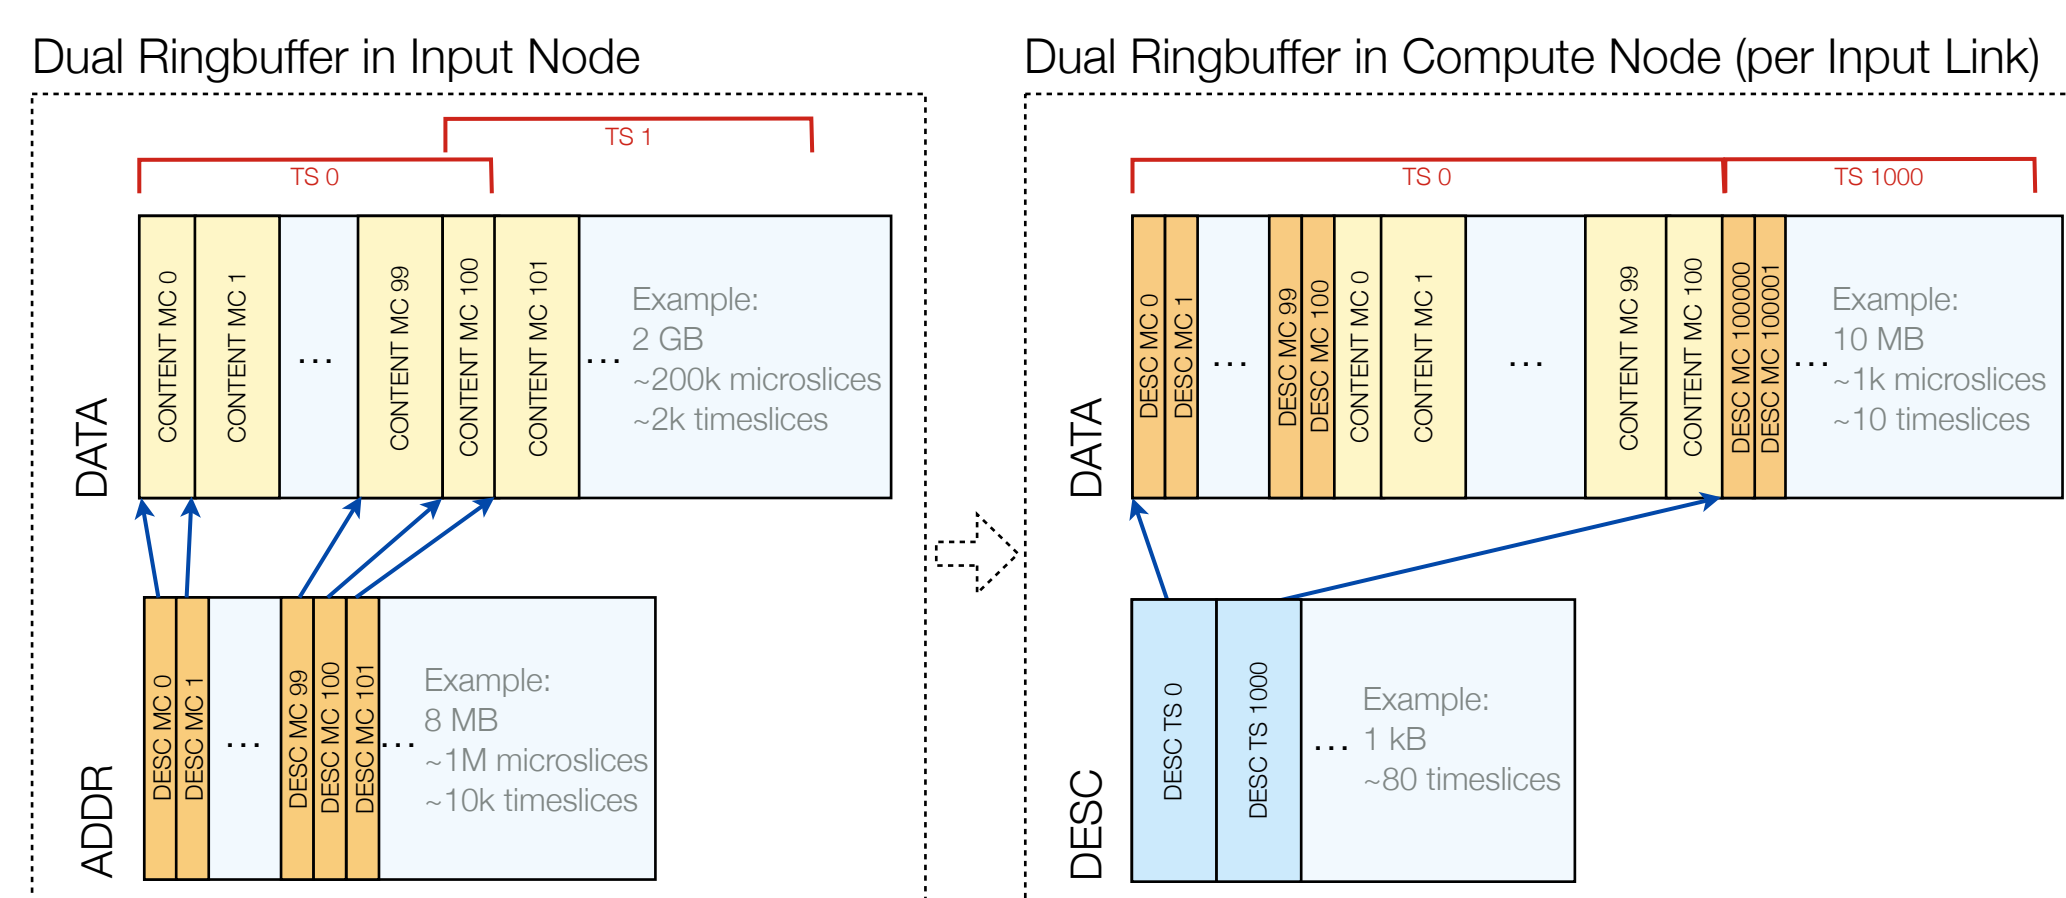 Dual Ringbuffer in Input Node
TS 1
TS 0
DATA
CONTENT MC 0
CONTENT MC 1
...
CONTENT MC 99
CONTENT MC 100
CONTENT MC 101
...
Example:
2 GB
~200k microslices
~2k timeslices
ADDR
DESC MC 0
DESC MC 1
...
DESC MC 99
DESC MC 100
DESC MC 101
...
Example:
8 MB
~1M microslices
~10k timeslices
Dual Ringbuffer in Compute Node (per Input Link)
TS 0
TS 1000
DATA
DESC MC 0
DESC MC 1
...
DESC MC 99
DESC MC 100
CONTENT MC 0
CONTENT MC 1
...
CONTENT MC 99
CONTENT MC 100
DESC MC 100000
DESC MC 100001
...
Example:
10 MB
~1k microslices
~10 timeslices
DESC
DESC TS 0
DESC TS 1000
...
Example:
1 kB
~80 timeslices